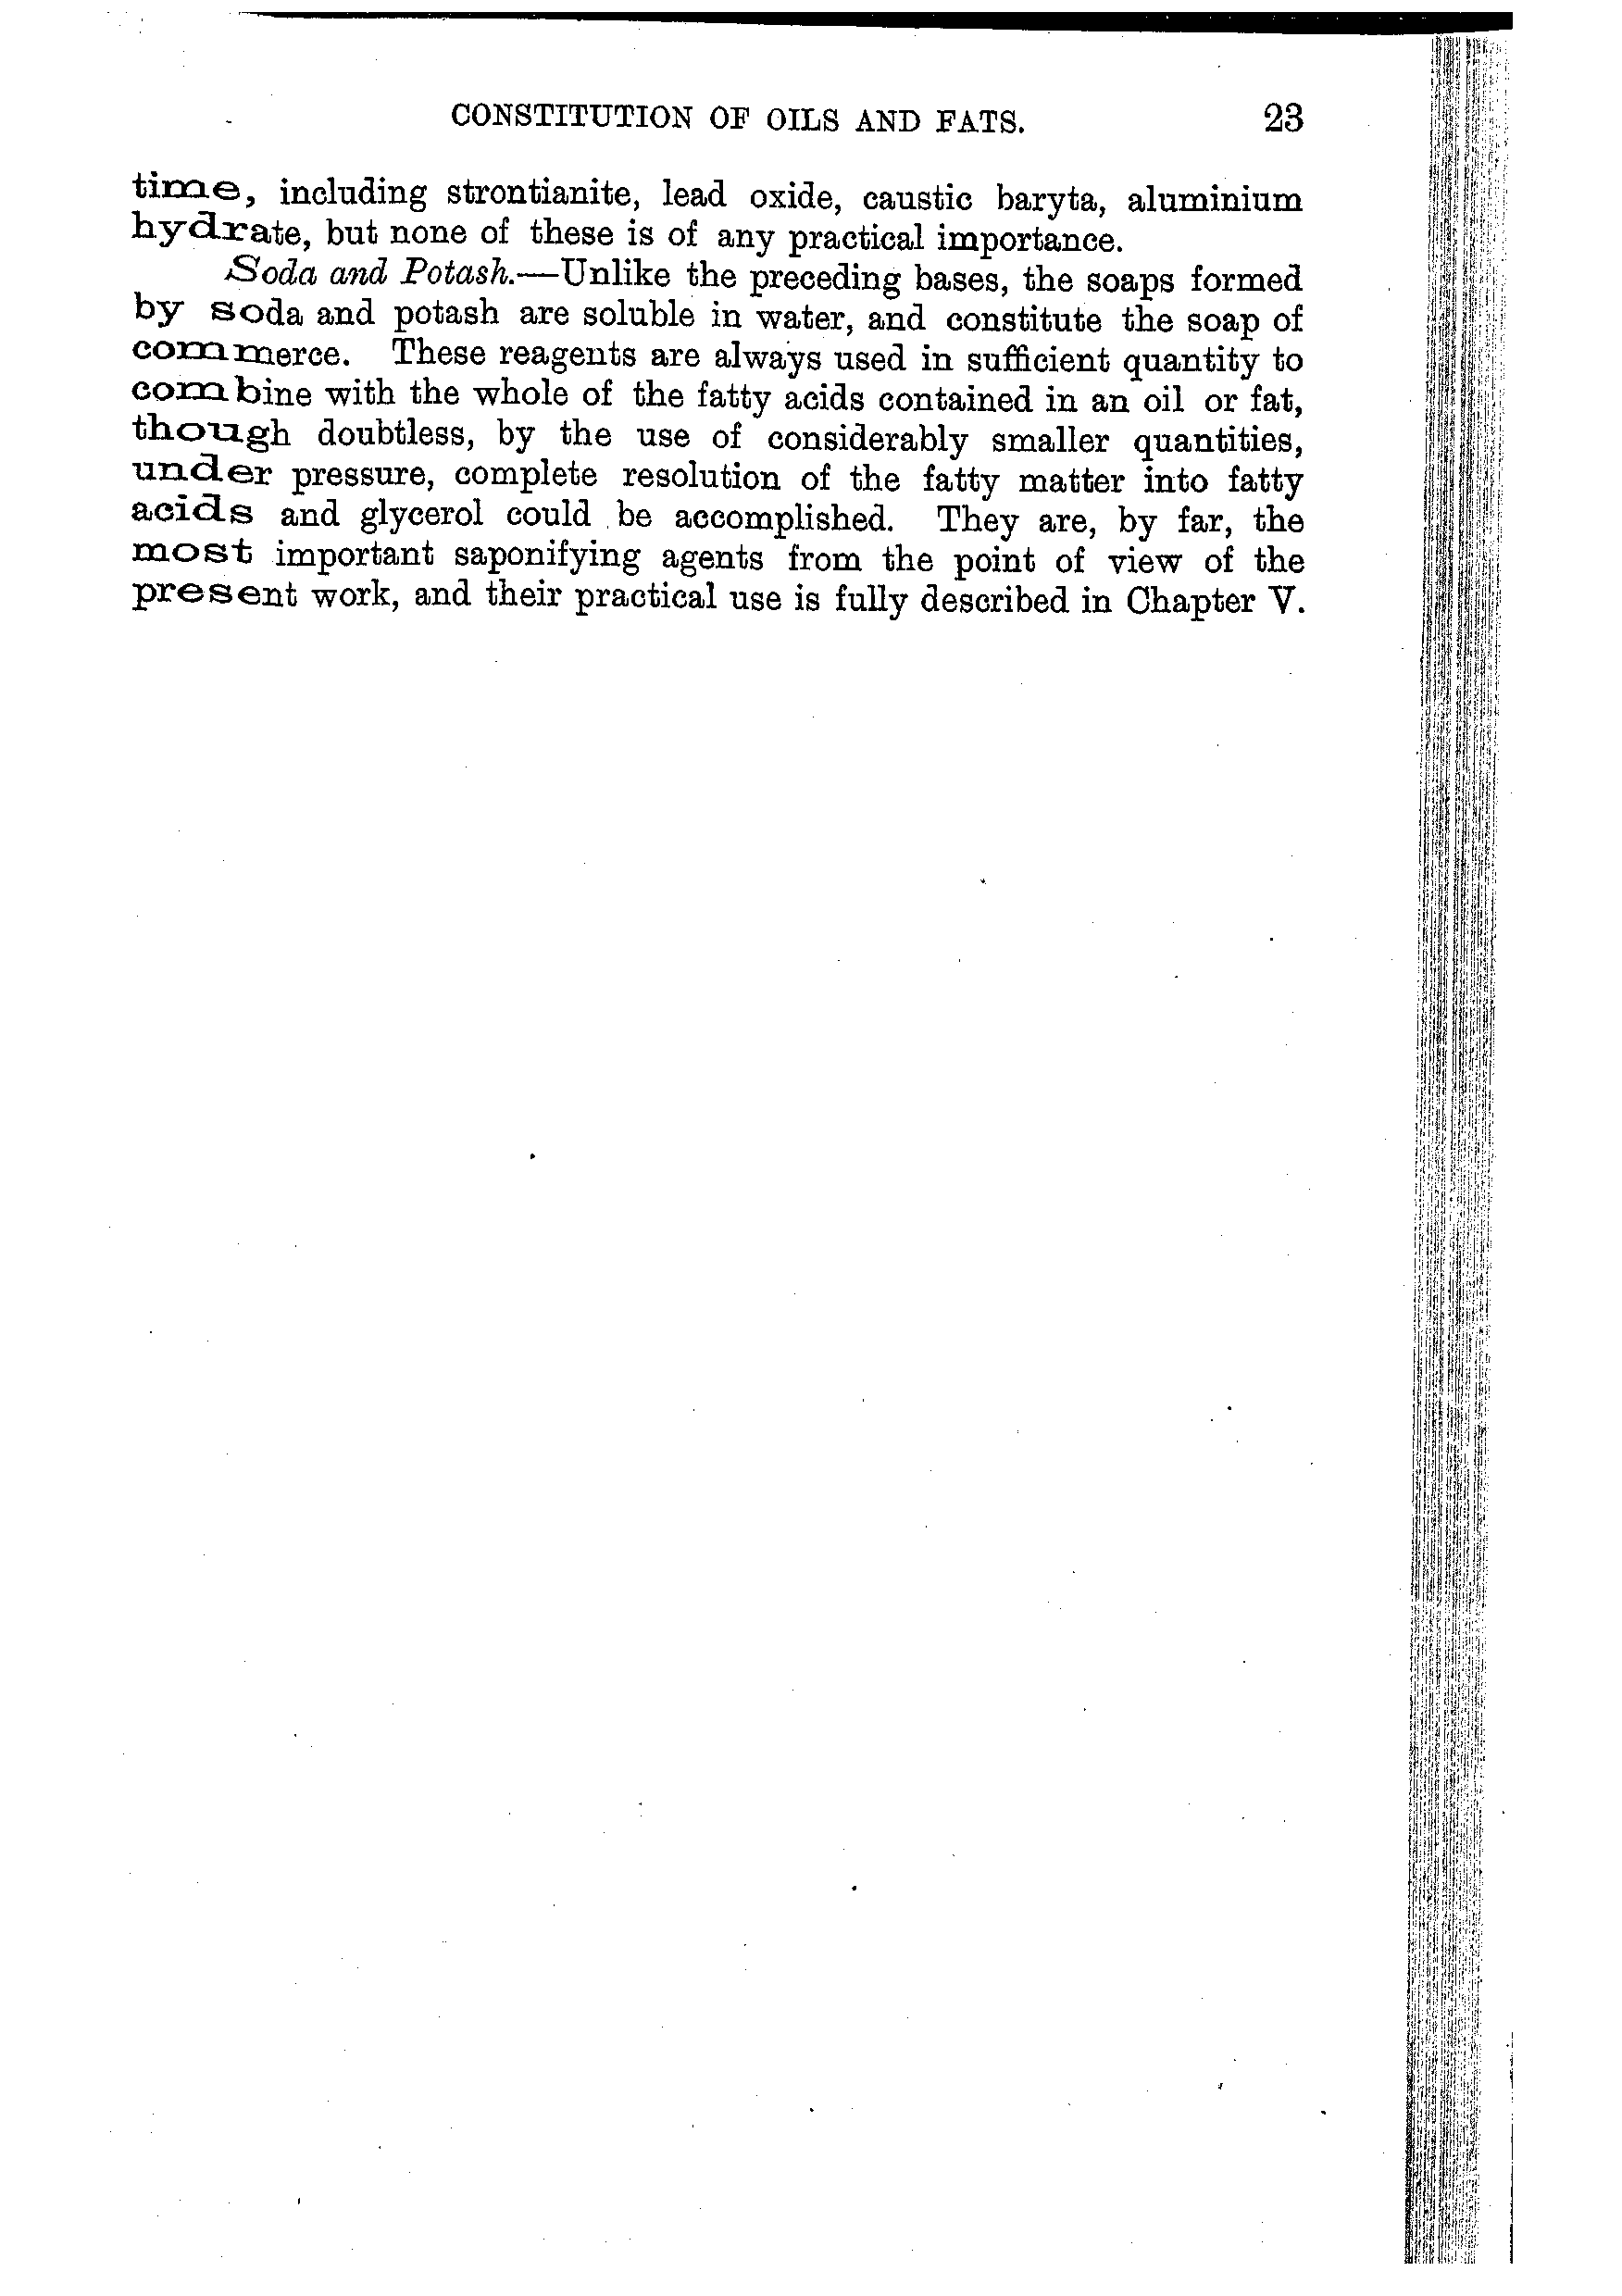 CONSTITUTION OF OILS AND FATS. 23
time, including strontianite, lead oxide, caustic baryta, aluminium
hydrate, but none of these is of any practical importance.
Soda and Potash.—Unlike the preceding bases, the soaps formed
by soda and potash are soluble in water, and constitute the soap of
commerce. These reagents are always used in sufficient quantity to
combine with the whole of the fatty acids contained in an oil or fat,
though doubtless, by the use of considerably smaller quantities,
under pressure, complete resolution of the fatty matter into fatty
acids and glycerol could be accomplished. They are, by far, the
most important saponifying agents from the point of view of the
present work, and their practical use is fully described in Chapter V.